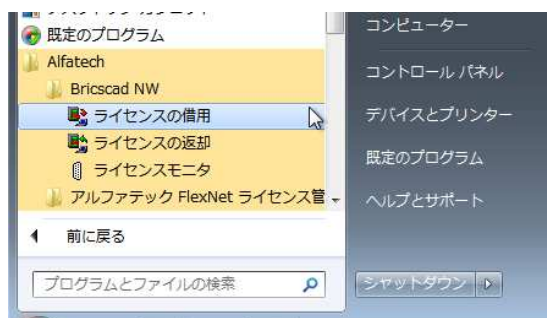 既定のプログラム
Alfatech
Bricscad NW
ライセンスの借用
ライセンスの返却
ライセンスモニタ
アルファテック FlexNet ライセンス管
前に戻る
プログラムとファイルの検索
コンピューター
コントロール パネル
デバイスとプリンター
既定のプログラム
ヘルプとサポート
シャットダウン